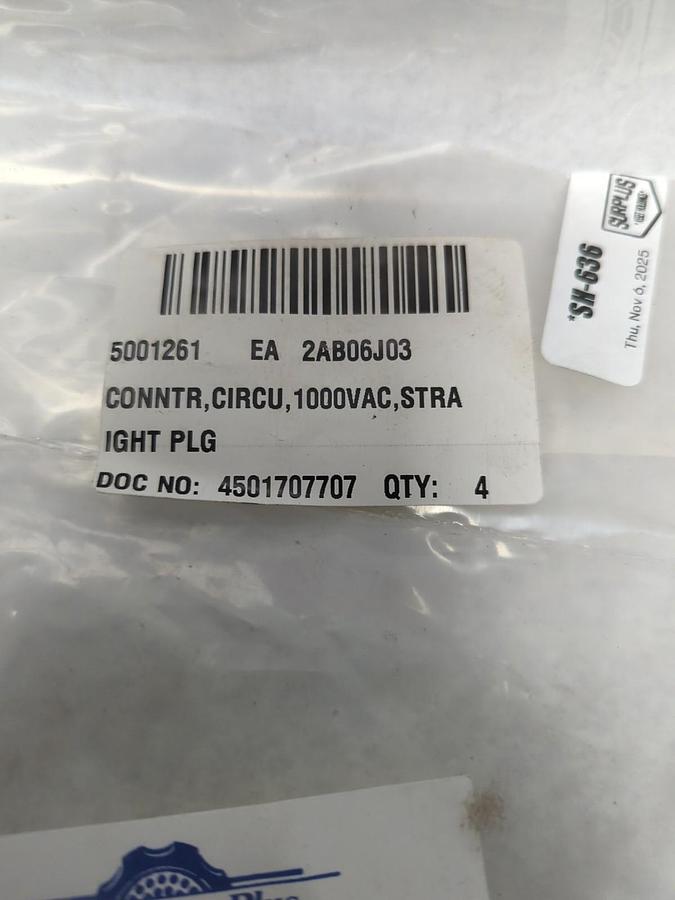 5001261 EA 2AB06J03
CONNTR,CIRCU,1000VAC,STRA
IGHT PLG
DOC NO: 4501707707 QTY: 4
SURPLUS
*SH-636
Thu, Nov 6, 2025
Plus